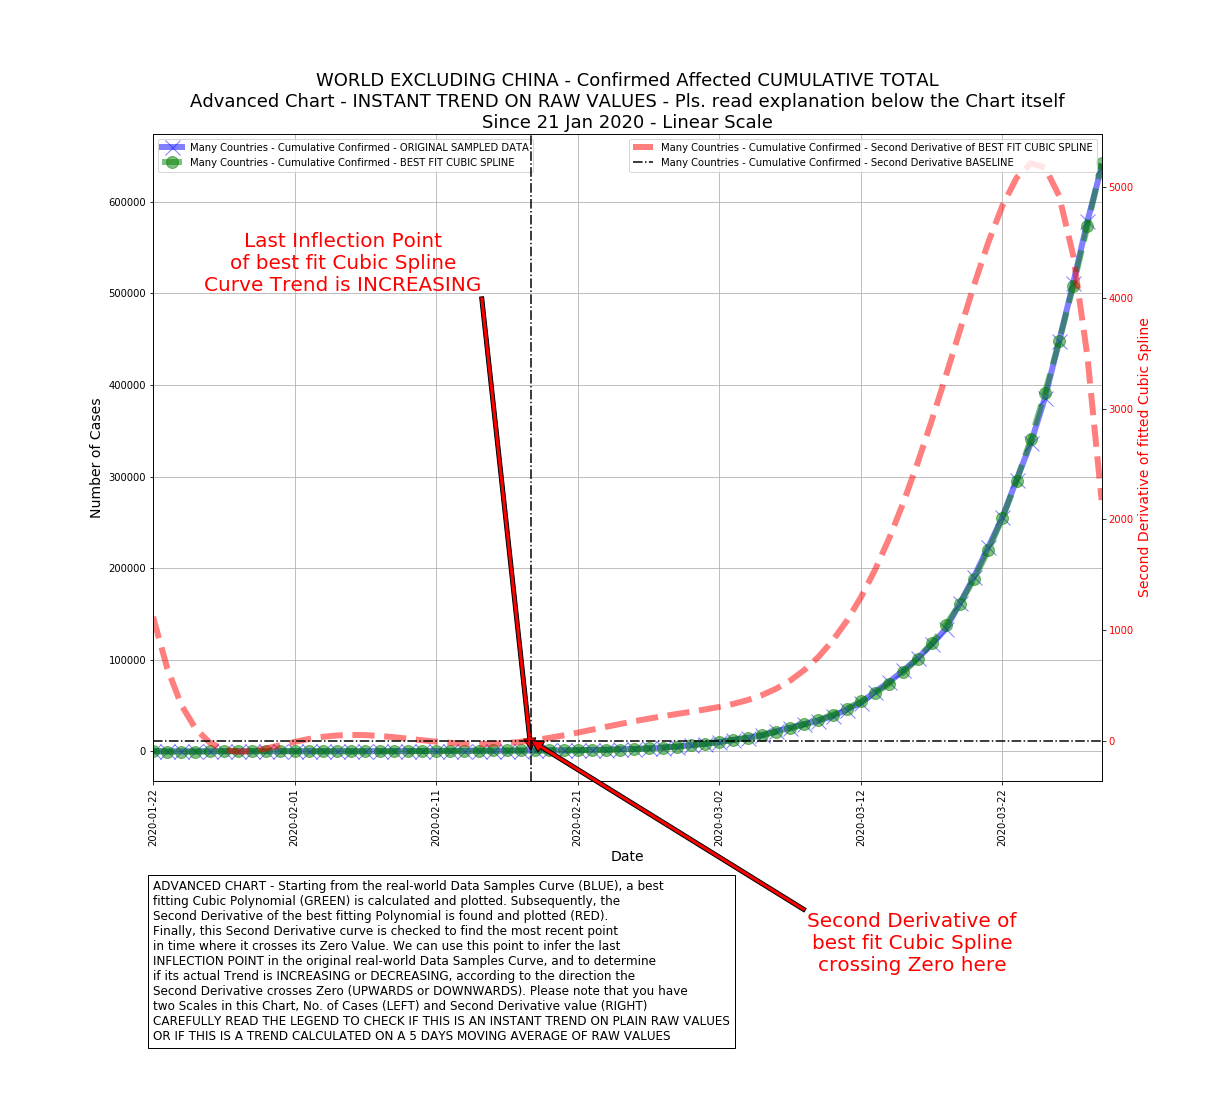 WORLD EXCLUDING CHINA - Confirmed Affected CUMULATIVE TOTAL
Advanced Chart - INSTANT TREND ON RAW VALUES - Pls. read explanation below the Chart itself
Since 21 Jan 2020 - Linear Scale
Many Countries - Cumulative Confirmed - ORIGINAL SAMPLED DATA
Many Countries - Cumulative Confirmed - BEST FIT CUBIC SPLINE
Many Countries - Cumulative Confirmed - Second Derivative of BEST FIT CUBIC SPLINE
Many Countries - Cumulative Confirmed - Second Derivative BASELINE
Last Inflection Point
of best fit Cubic Spline
Curve Trend is INCREASING
Number of Cases
600000
500000
400000
300000
200000
100000
0
5000
4000
3000
2000
1000
0
Second Derivative of fitted Cubic Spline
2020-01-22
2020-02-01
2020-02-11
2020-02-21
2020-03-02
2020-03-12
2020-03-22
Date
ADVANCED CHART - Starting from the real-world Data Samples Curve (BLUE), a best
fitting Cubic Polynomial (GREEN) is calculated and plotted. Subsequently, the
Second Derivative of the best fitting Polynomial is found and plotted (RED).
Finally, this Second Derivative curve is checked to find the most recent point
in time where it crosses its Zero Value. We can use this point to infer the last
INFLECTION POINT in the original real-world Data Samples Curve, and to determine
if its actual Trend is INCREASING or DECREASING, according to the direction the
Second Derivative crosses Zero (UPWARDS or DOWNWARDS). Please note that you have
two Scales in this Chart, No. of Cases (LEFT) and Second Derivative value (RIGHT)
CAREFULLY READ THE LEGEND TO CHECK IF THIS IS AN INSTANT TREND ON PLAIN RAW VALUES
OR IF THIS IS A TREND CALCULATED ON A 5 DAYS MOVING AVERAGE OF RAW VALUES
Second Derivative of
best fit Cubic Spline
crossing Zero here